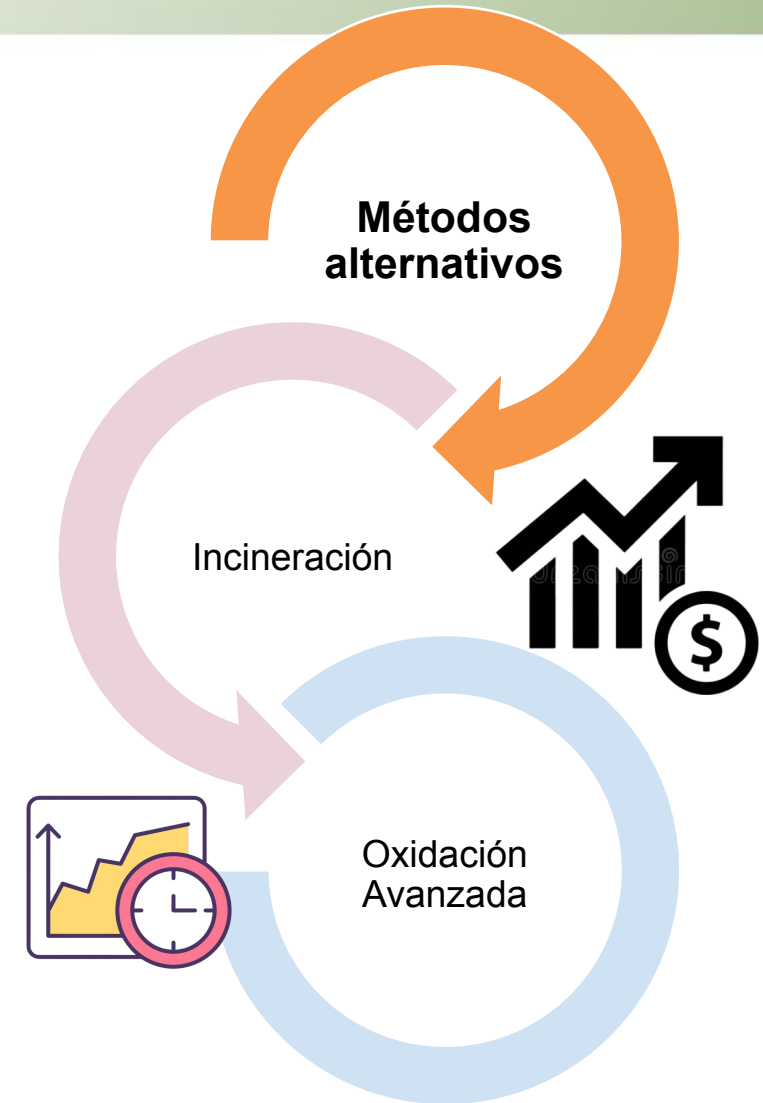 Métodos
alternativos
Incineración
$
Oxidación
Avanzada